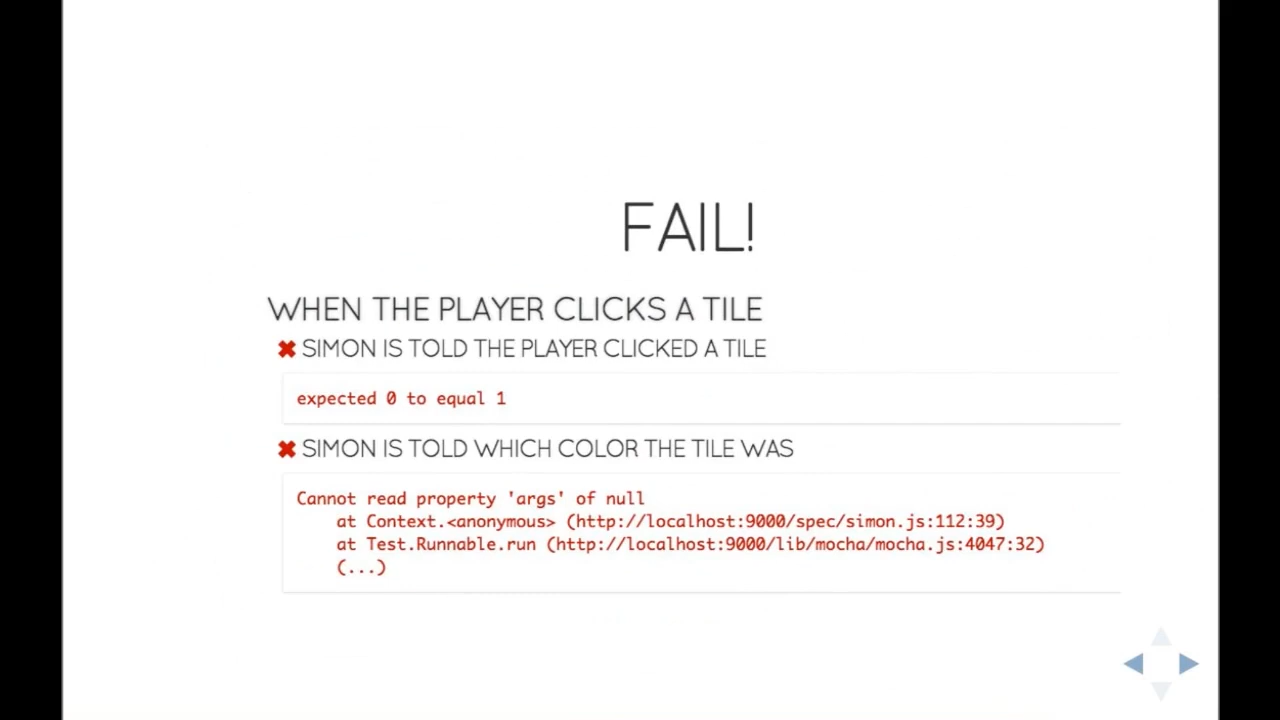 FAIL!
WHEN THE PLAYER CLICKS A TILE
✖ SIMON IS TOLD THE PLAYER CLICKED A TILE
expected 0 to equal 1
✖ SIMON IS TOLD WHICH COLOR THE TILE WAS
Cannot read property 'args' of null
at Context.<anonymous> (http://localhost:9000/spec/simon.js:112:39)
at Test.Runnable.run (http://localhost:9000/lib/mocha/mocha.js:4047:32)
(...)